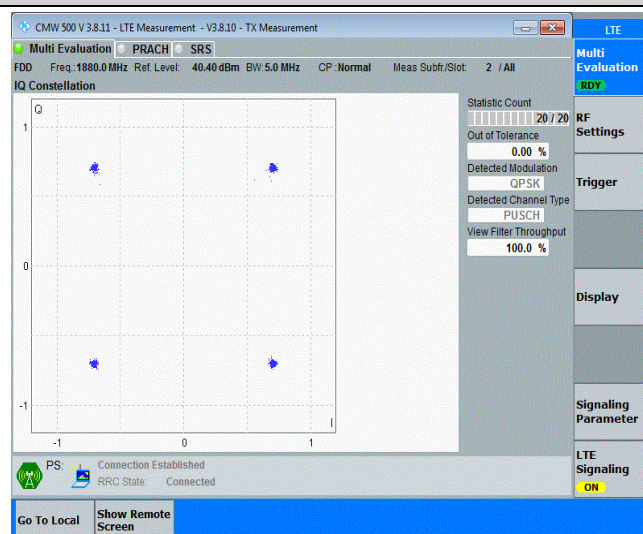 CMW 500 V 3.8.11 - LTE Measurement - V3.8.10 - TX Measurement
LTE
Multi Evaluation PRACH SRS
Multi
Evaluation
RDY
FDD Freq.:1880.0 MHz Ref. Level: 40.40 dBm BW:5.0 MHz CP :Normal Meas Subfr./Slot: 2 / All
IQ Constellation
Statistic Count
20 / 20
Out of Tolerance
0.00 %
Detected Modulation
QPSK
Detected Channel Type
PUSCH
View Filter Throughput
100.0 %
Q
1
0
-1
I
-1 0 1
RF
Settings
Trigger
Display
Signaling
Parameter
LTE
Signaling
ON
PS: Connection Established
RRC State: Connected
Go To Local
Show Remote
Screen